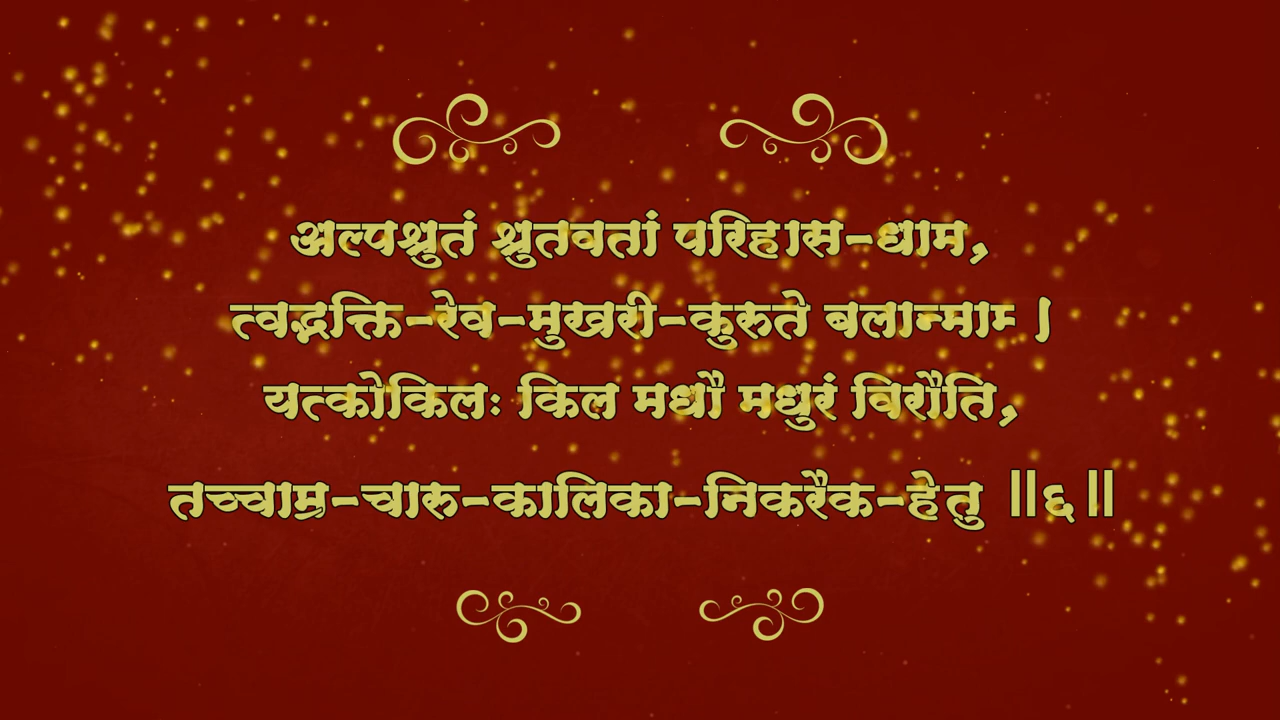 अल्पश्रुतं श्रुतवतां परिहास-धाम,
त्वद्भक्ति-रेव-मुखरी-कुरुते बलान्माम ।
यत्कोकिलः किल मधौ मधुरं विरौति,
तच्चाम्र-चारु-कालिका-निकरैक-हेतु ॥६॥